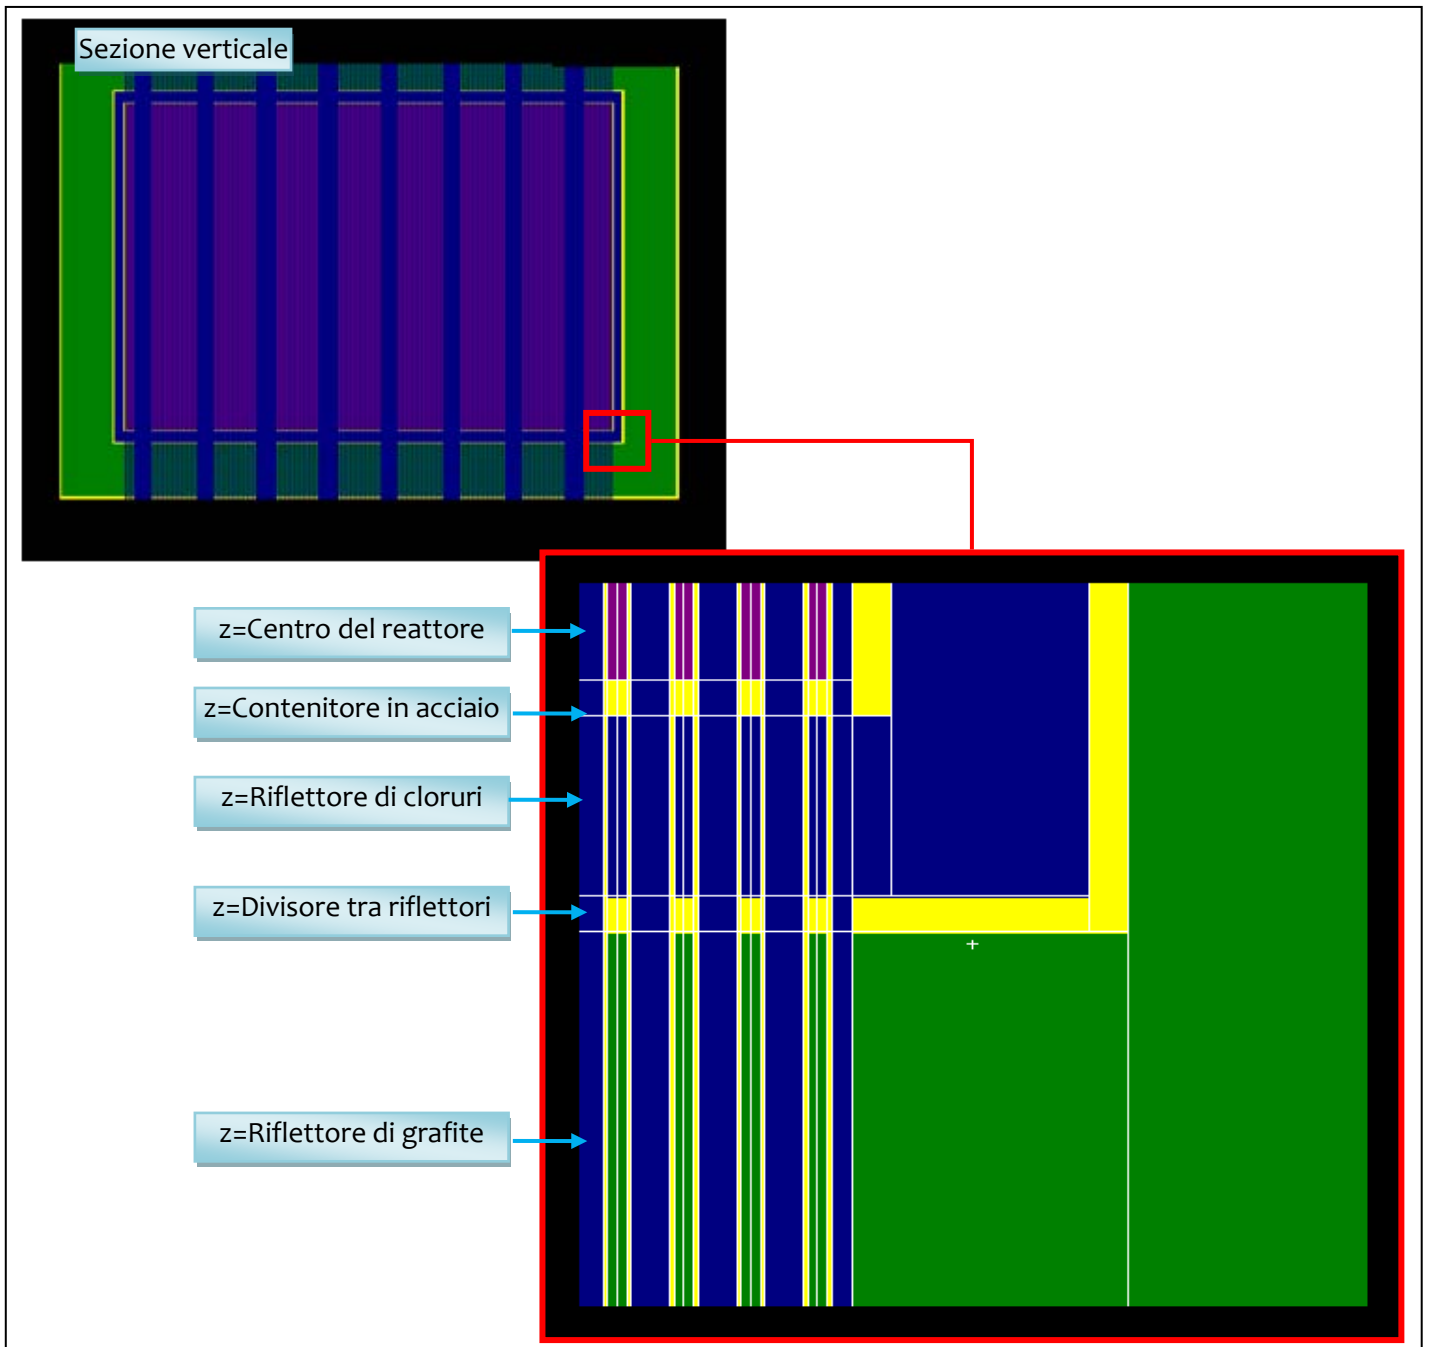 Sezione verticale
z=Centro del reattore
z=Contenitore in acciaio
z=Riflettore di cloruri
z=Divisore tra riflettori
z=Riflettore di grafite